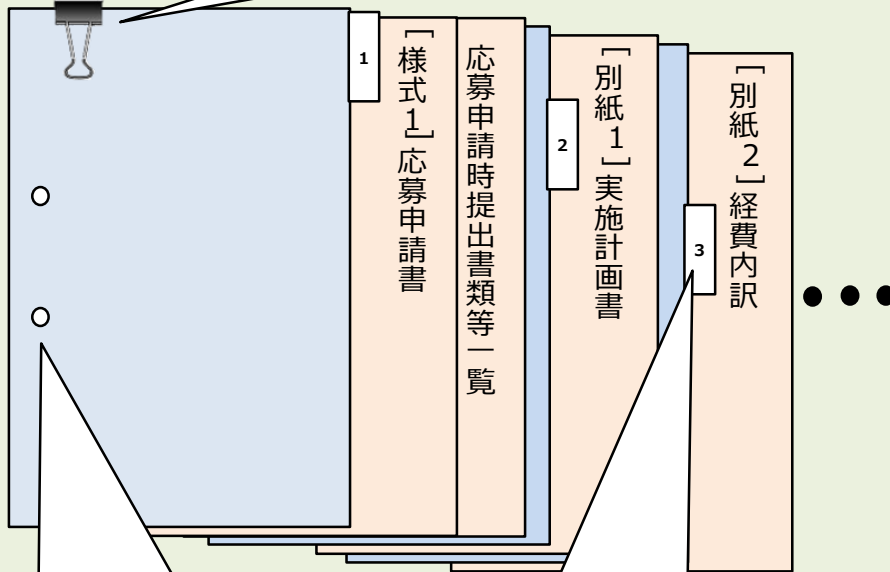 1
［様式１］応募申請書
応募申請時提出書類等一覧
2
［別紙１］実施計画書
3
［別紙２］経費内訳
●●●